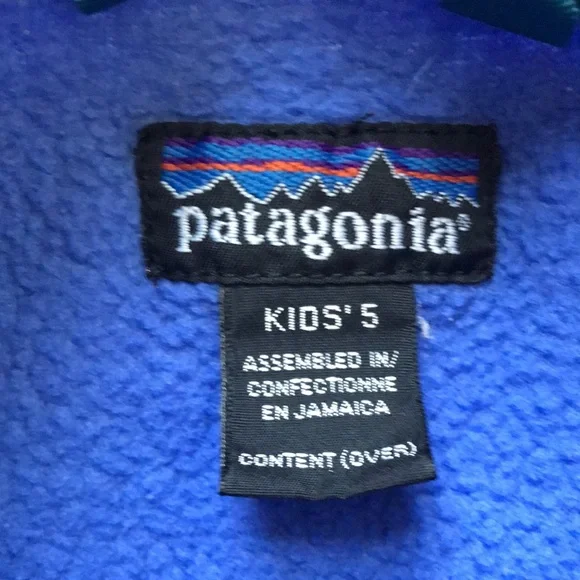 patagonia®
KIDS' 5
ASSEMBLED IN/
CONFECTIONNE
EN JAMAICA
CONTENT (OVER)